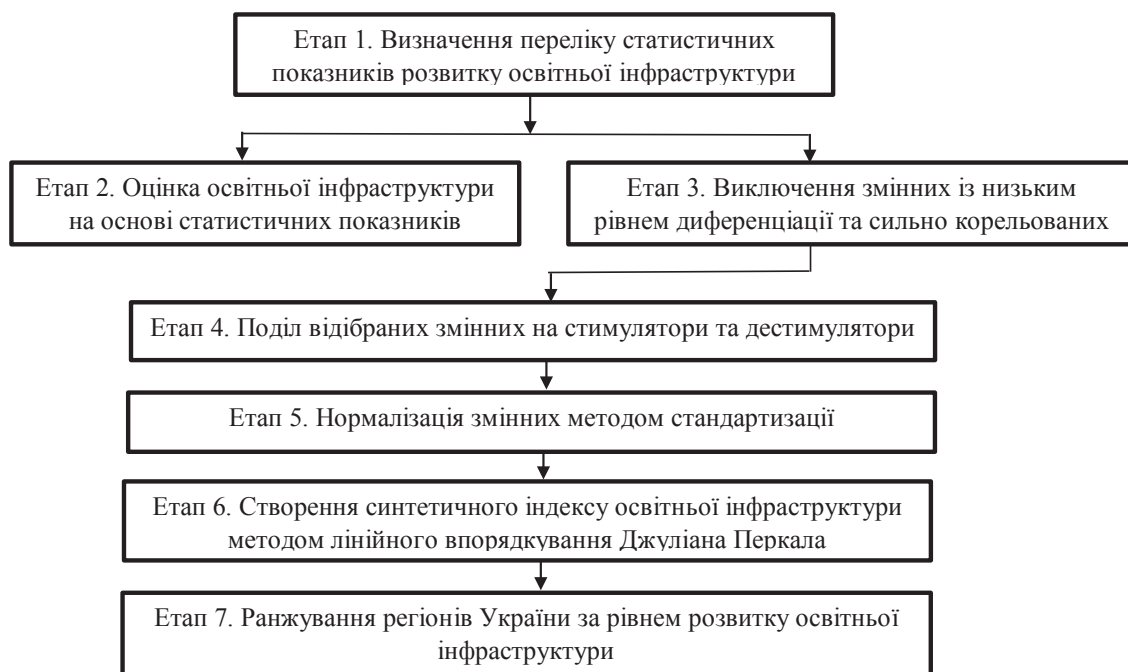 Етап 1. Визначення переліку статистичних
показників розвитку освітньої інфраструктури
Етап 2. Оцінка освітньої інфраструктури
на основі статистичних показників
Етап 3. Виключення змінних із низьким
рівнем диференціації та сильно корельованих
Етап 4. Поділ відібраних змінних на стимулятори та дестимулятори
Етап 5. Нормалізація змінних методом стандартизації
Етап 6. Створення синтетичного індексу освітньої інфраструктури
методом лінійного впорядкування Джуліана Перкала
Етап 7. Ранжування регіонів України за рівнем розвитку освітньої
інфраструктури